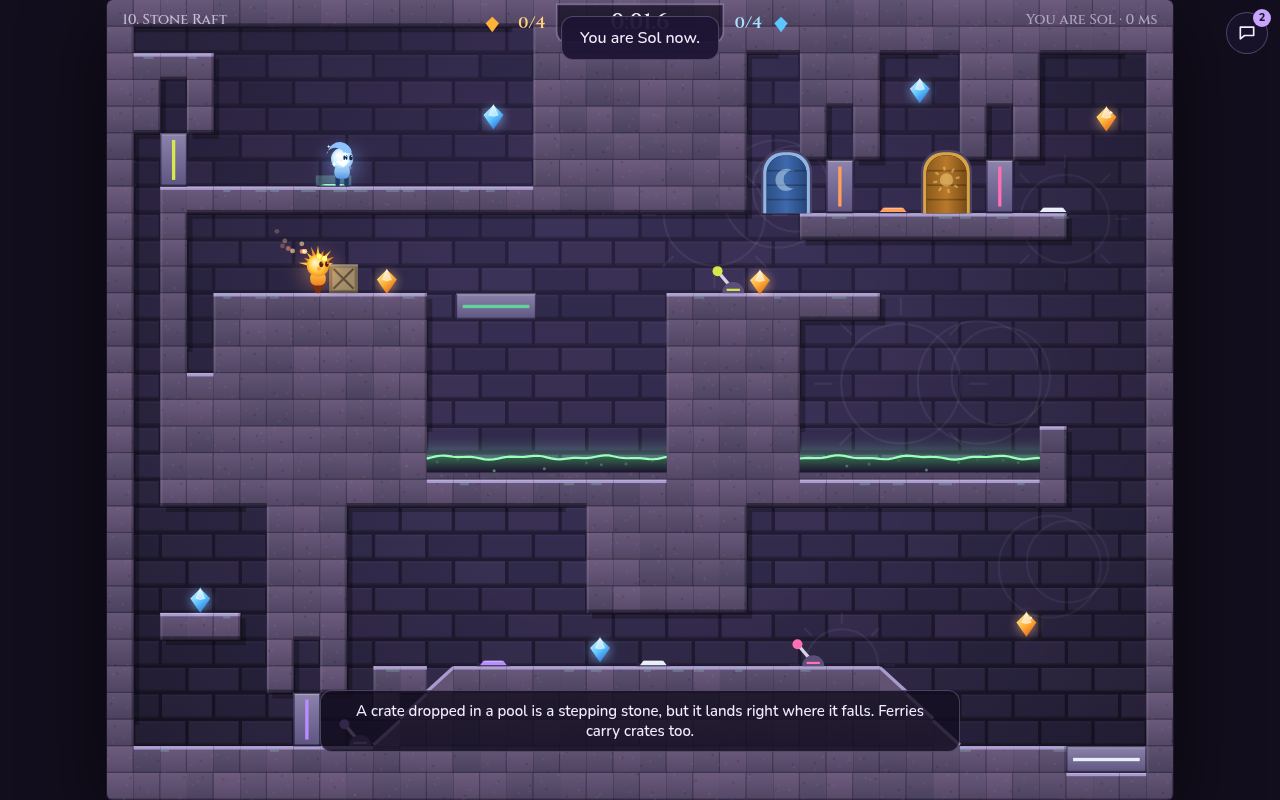 10. Stone Raft
0/4
0/4
You are Sol · 0 ms
You are Sol now.
2
A crate dropped in a pool is a stepping stone, but it lands right where it falls. Ferries
carry crates too.